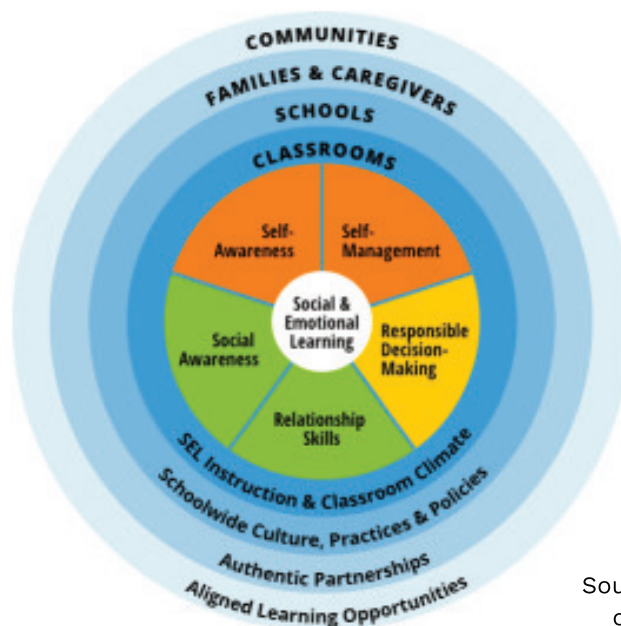 COMMUNITIES
FAMILIES & CAREGIVERS
SCHOOLS
CLASSROOMS
Self-
Awareness
Self-
Management
Social &
Emotional
Learning
Social
Awareness
Responsible
Decision-
Making
Relationship
Skills
SEL Instruction & Classroom Climate
Schoolwide Culture, Practices & Policies
Authentic Partnerships
Aligned Learning Opportunities
Sou